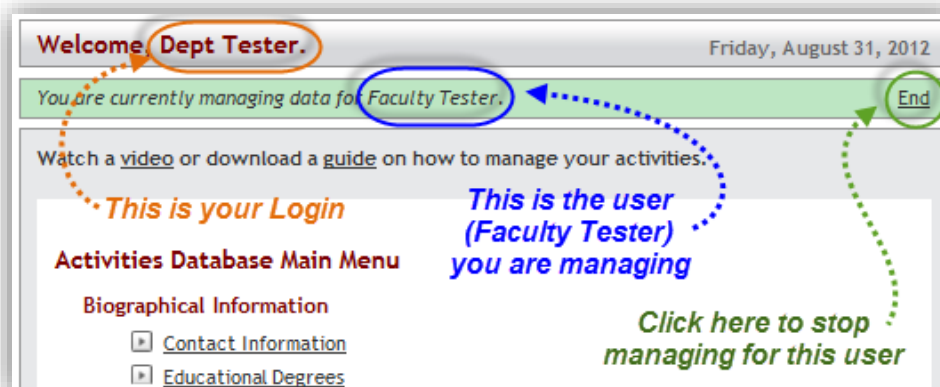 Welcome, Dept Tester.
Friday, August 31, 2012
You are currently managing data for Faculty Tester.
End
Watch a video or download a guide on how to manage your activities.
This is your Login
This is the user
(Faculty Tester)
you are managing
Activities Database Main Menu
Biographical Information
Click here to stop
managing for this user
Contact Information
Educational Degrees